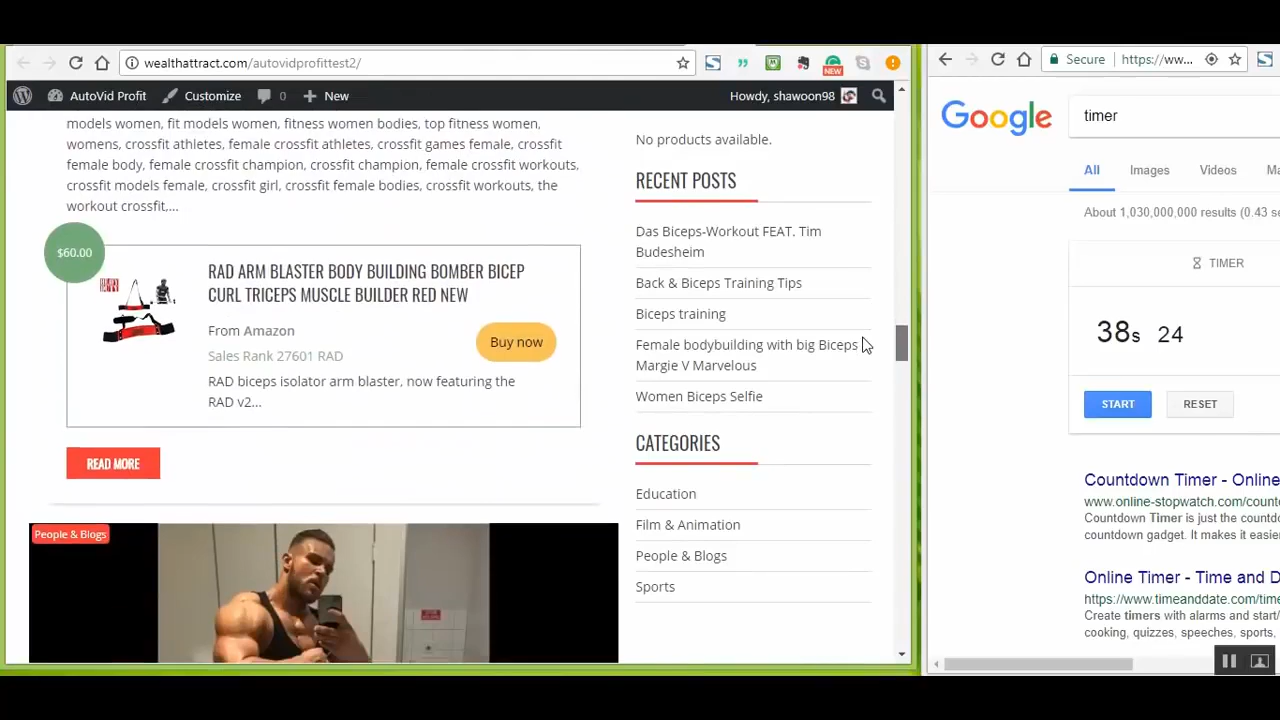 wealthattract.com/autovidprofittest2/
NEW
AutoVid Profit
Customize
0
New
Howdy, shawoon98
models women, fit models women, fitness women bodies, top fitness women,
womens, crossfit athletes, female crossfit athletes, crossfit games female, crossfit
female body, female crossfit champion, crossfit champion, female crossfit workouts,
crossfit models female, crossfit girl, crossfit female bodies, crossfit workouts, the
workout crossfit,...
$60.00
RAD ARM BLASTER BODY BUILDING BOMBER BICEP
CURL TRICEPS MUSCLE BUILDER RED NEW
From Amazon
Sales Rank 27601 RAD
RAD biceps isolator arm blaster, now featuring the
RAD v2...
Buy now
READ MORE
People & Blogs
No products available.
RECENT POSTS
Das Biceps-Workout FEAT. Tim
Budesheim
Back & Biceps Training Tips
Biceps training
Female bodybuilding with big Biceps
Margie V Marvelous
Women Biceps Selfie
CATEGORIES
Education
Film & Animation
People & Blogs
Sports
Secure
https://ww...
Google
timer
All
Images
Videos
Ma
About 1,030,000,000 results (0.43 se
TIMER
38s 24
START
RESET
Countdown Timer - Online
www.online-stopwatch.com/count
Countdown Timer is just the countd
countdown gadget. It makes it easier
Online Timer - Time and D
https://www.timeanddate.com/time
Create timers with alarms and start/
cooking, quizzes, speeches, sports,